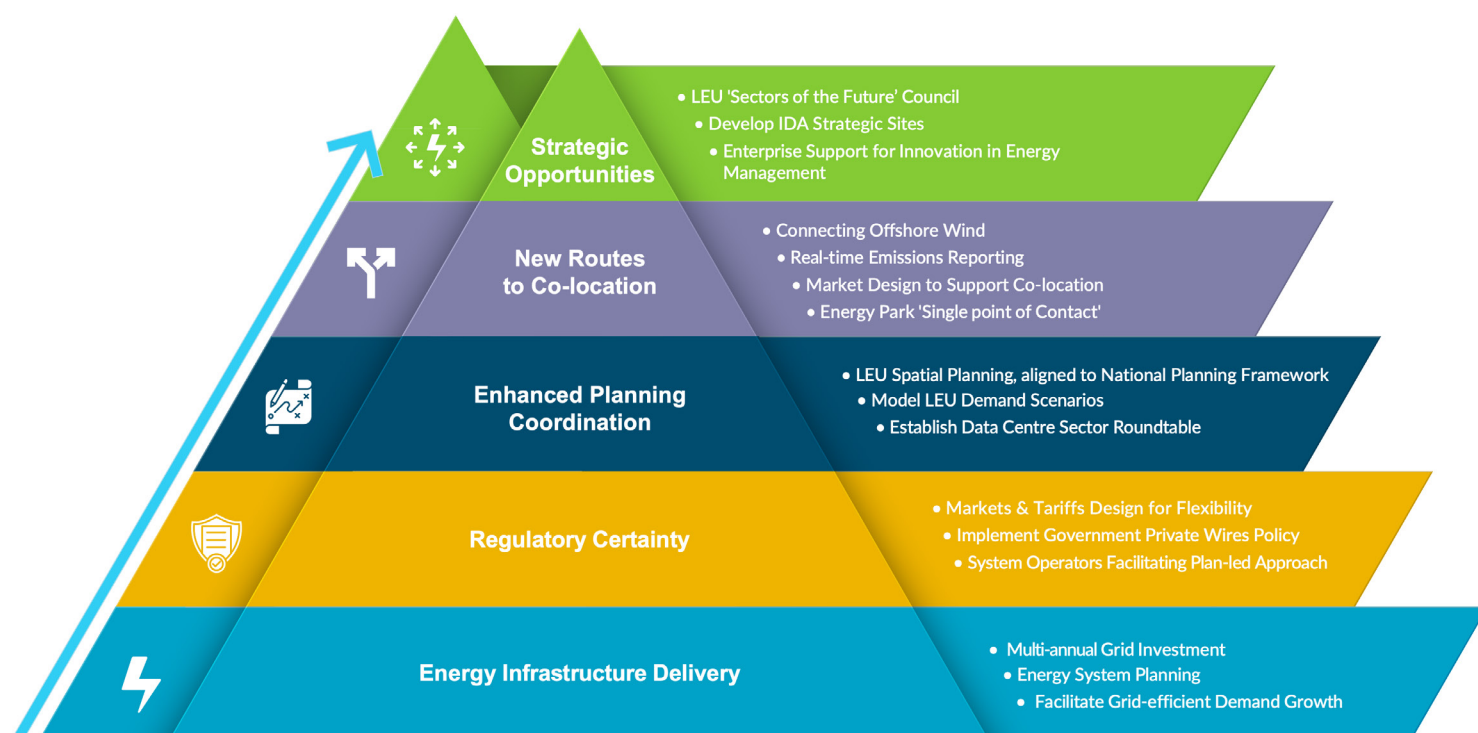 Strategic
Opportunities
• LEU 'Sectors of the Future' Council
• Develop IDA Strategic Sites
• Enterprise Support for Innovation in Energy
Management
New Routes
to Co-location
• Connecting Offshore Wind
• Real-time Emissions Reporting
• Market Design to Support Co-location
• Energy Park 'Single point of Contact'
Enhanced Planning
Coordination
• LEU Spatial Planning, aligned to National Planning Framework
• Model LEU Demand Scenarios
• Establish Data Centre Sector Roundtable
Regulatory Certainty
• Markets & Tariffs Design for Flexibility
• Implement Government Private Wires Policy
• System Operators Facilitating Plan-led Approach
Energy Infrastructure Delivery
• Multi-annual Grid Investment
• Energy System Planning
• Facilitate Grid-efficient Demand Growth